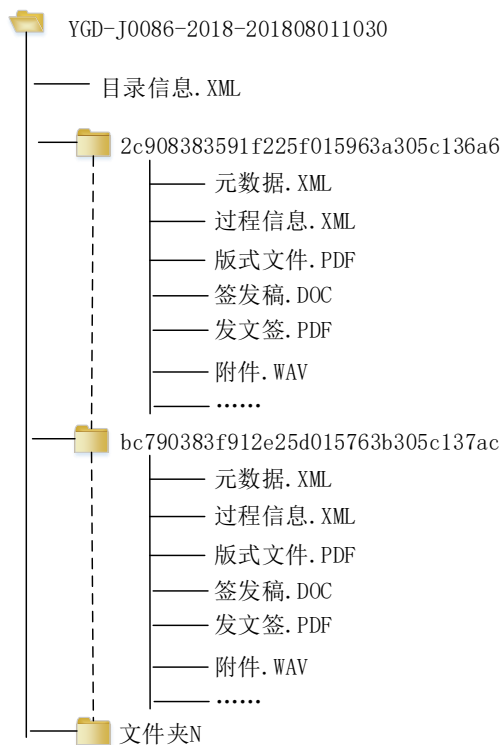 YGD-J0086-2018-201808011030
目录信息.XML
2c908383591f225f015963a305c136a6
元数据.XML
过程信息.XML
版式文件.PDF
签发稿.DOC
发文签.PDF
附件.WAV
……
bc790383f912e25d015763b305c137ac
元数据.XML
过程信息.XML
版式文件.PDF
签发稿.DOC
发文签.PDF
附件.WAV
……
文件夹N